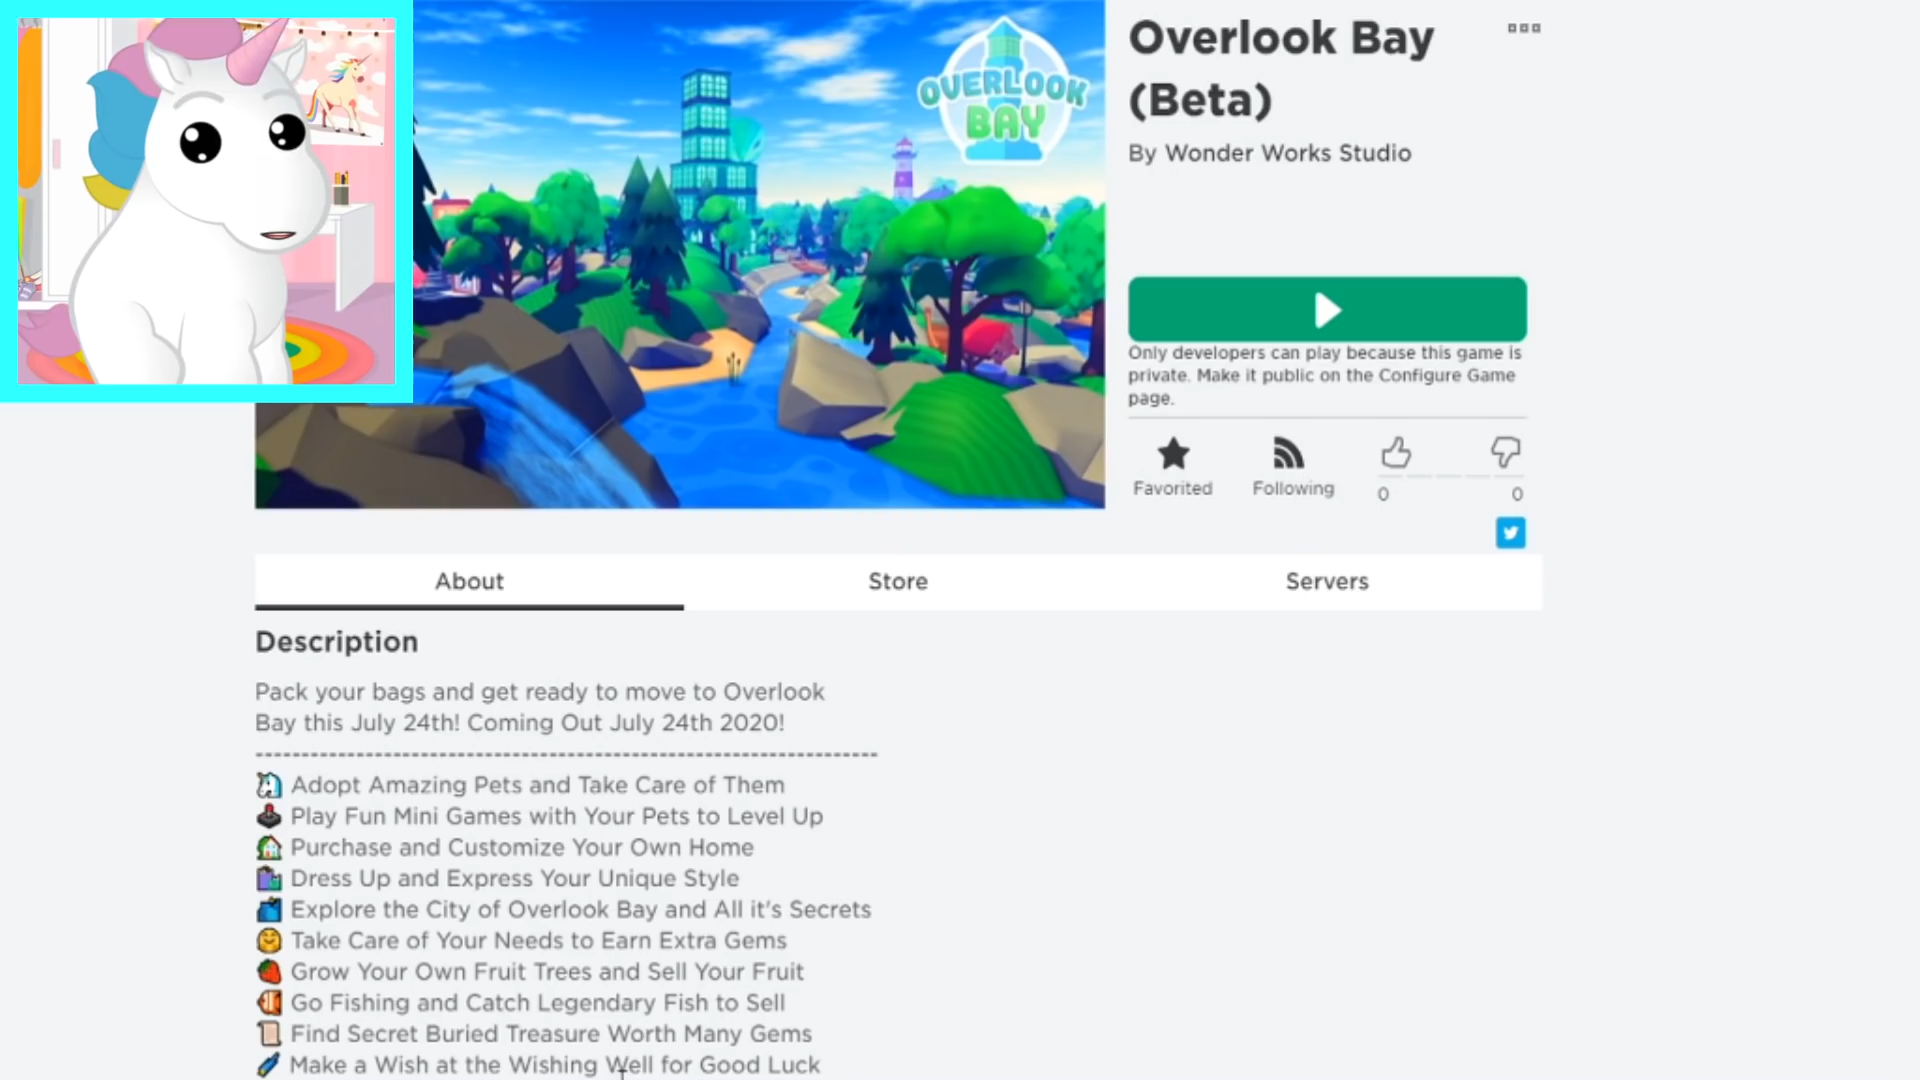 OVERLOOK
BAY
Overlook Bay
(Beta)
By Wonder Works Studio
Only developers can play because this game is
private. Make it public on the Configure Game
page.
Favorited
Following
0
0
About
Store
Servers
Description
Pack your bags and get ready to move to Overlook
Bay this July 24th! Coming Out July 24th 2020!
--------------------------------------------------------------------
Adopt Amazing Pets and Take Care of Them
Play Fun Mini Games with Your Pets to Level Up
Purchase and Customize Your Own Home
Dress Up and Express Your Unique Style
Explore the City of Overlook Bay and All it's Secrets
Take Care of Your Needs to Earn Extra Gems
Grow Your Own Fruit Trees and Sell Your Fruit
Go Fishing and Catch Legendary Fish to Sell
Find Secret Buried Treasure Worth Many Gems
Make a Wish at the Wishing Well for Good Luck